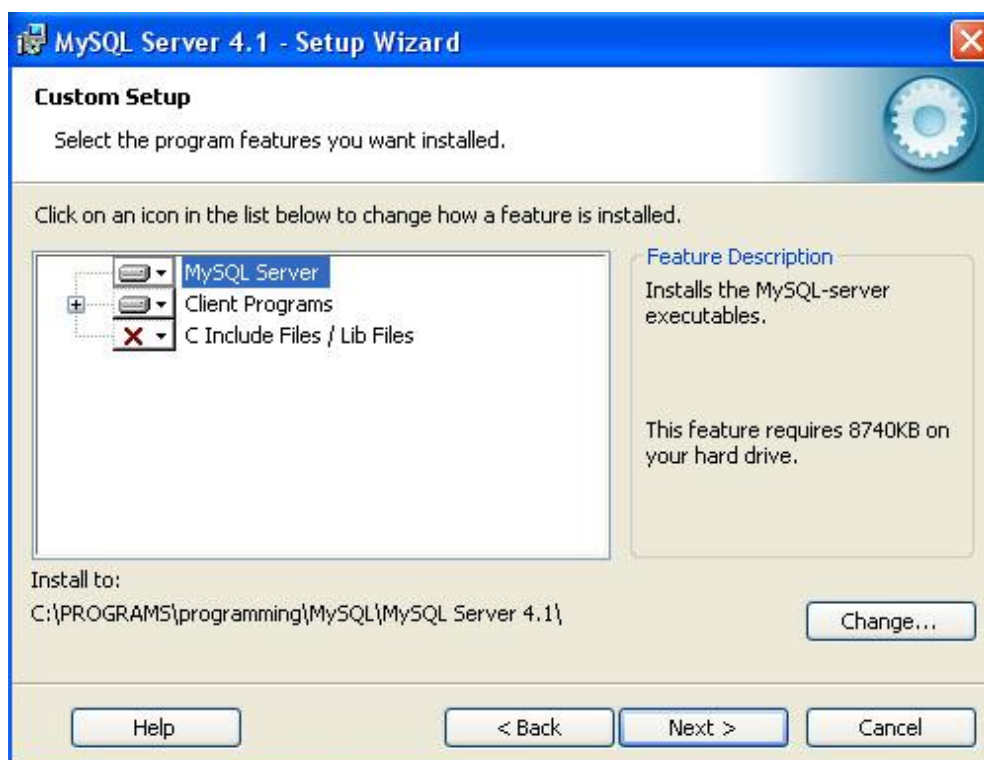 MySQL Server 4.1 - Setup Wizard
Custom Setup
Select the program features you want installed.
Click on an icon in the list below to change how a feature is installed.
MySQL Server
Client Programs
C Include Files / Lib Files
Feature Description
Installs the MySQL-server
executables.
This feature requires 8740KB on
your hard drive.
Install to:
C:\PROGRAMS\programming\MySQL\MySQL Server 4.1\
Change...
Help
< Back
Next >
Cancel